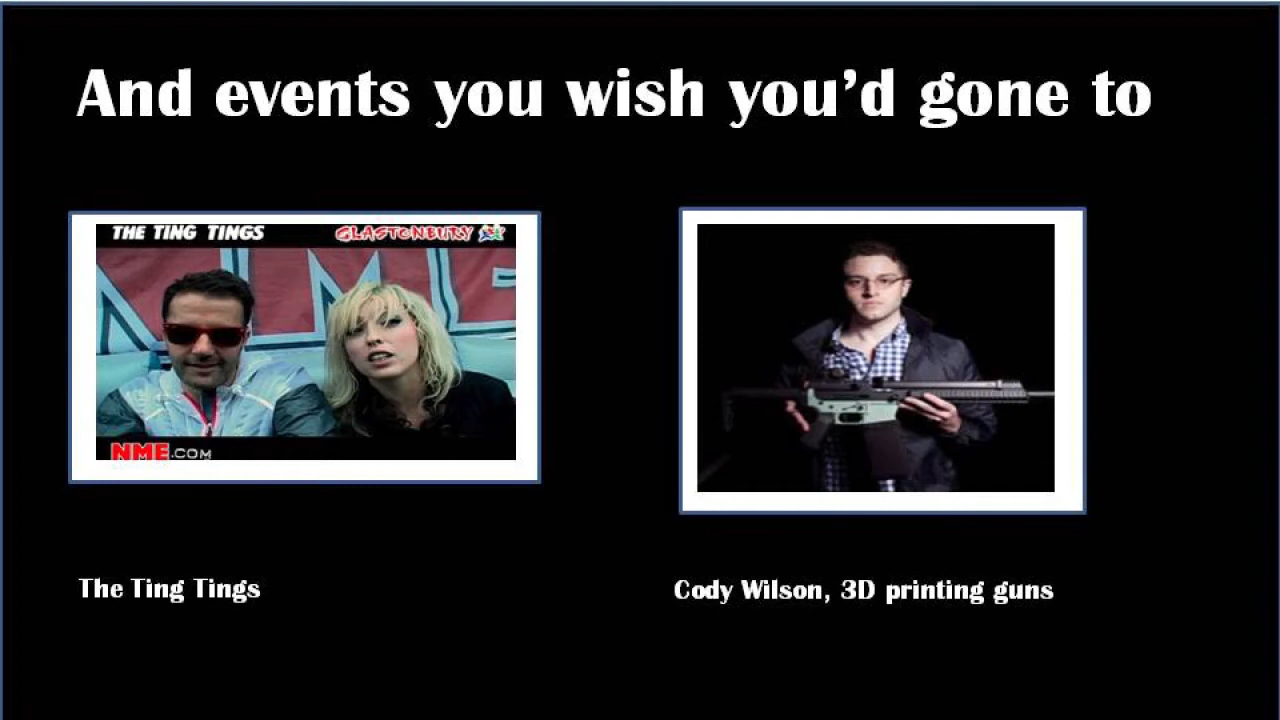 And events you wish you'd gone to
THE TING TINGS
GLASTONBURY
NME.COM
The Ting Tings
Cody Wilson, 3D printing guns